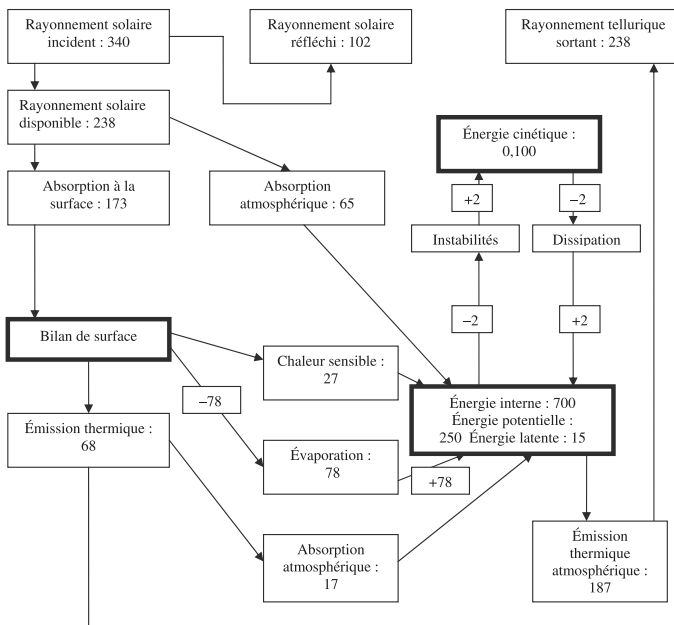 Rayonnement solaire
incident : 340
Rayonnement solaire
réfléchi : 102
Rayonnement tellurique
sortant : 238
Rayonnement solaire
disponible : 238
Énergie cinétique :
0,100
Absorption à la
surface : 173
Absorption
atmosphérique : 65
+2
−2
Instabilités
Dissipation
−2
+2
Bilan de surface
Chaleur sensible :
27
−78
Énergie interne : 700
Énergie potentielle :
250 Énergie latente : 15
Émission thermique :
68
Évaporation :
78
+78
Absorption
atmosphérique :
17
Émission
thermique
atmosphérique :
187